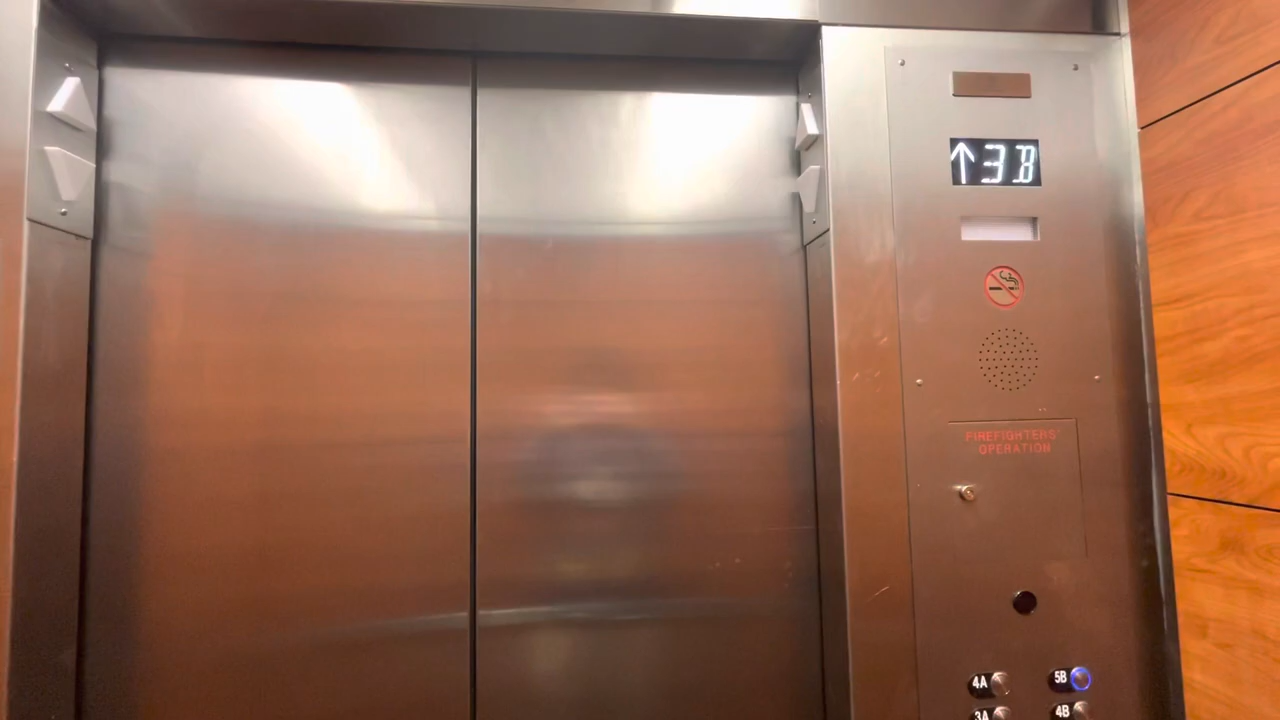 ↑3B
FIREFIGHTERS'
OPERATION
4A 5B
3A 4B